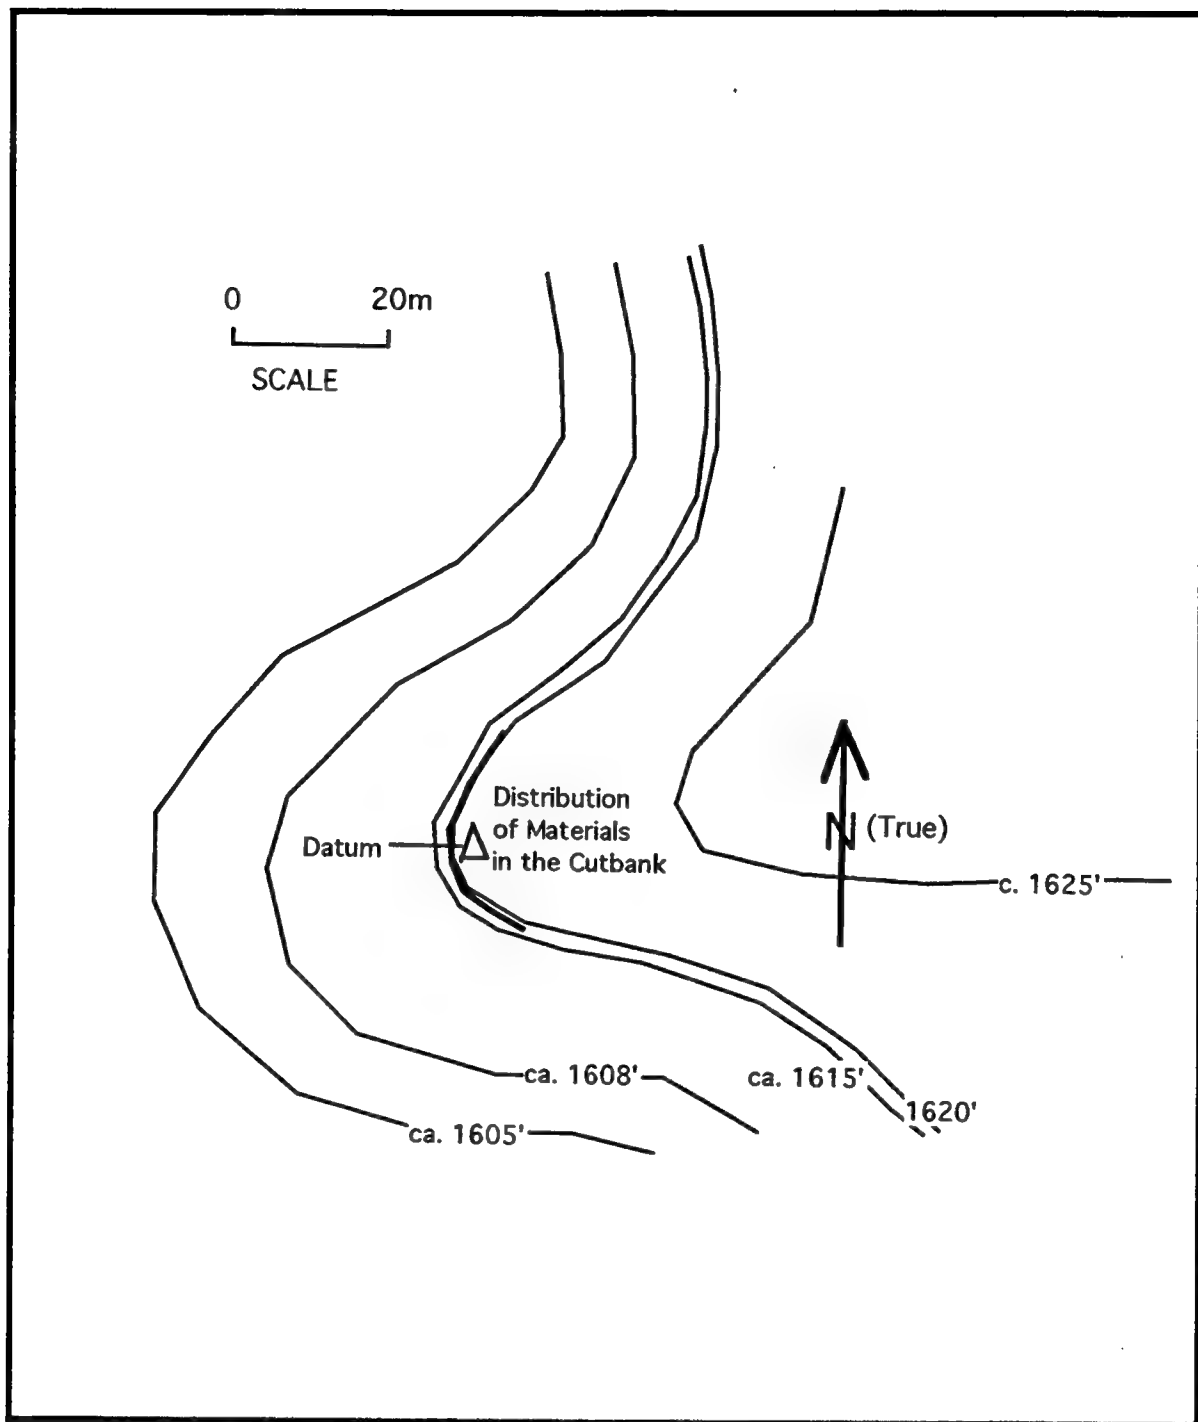 0 20m
SCALE
Distribution
of Materials
in the Cutbank
Datum
N (True)
c. 1625'
ca. 1608'
ca. 1615'
1620'
ca. 1605'